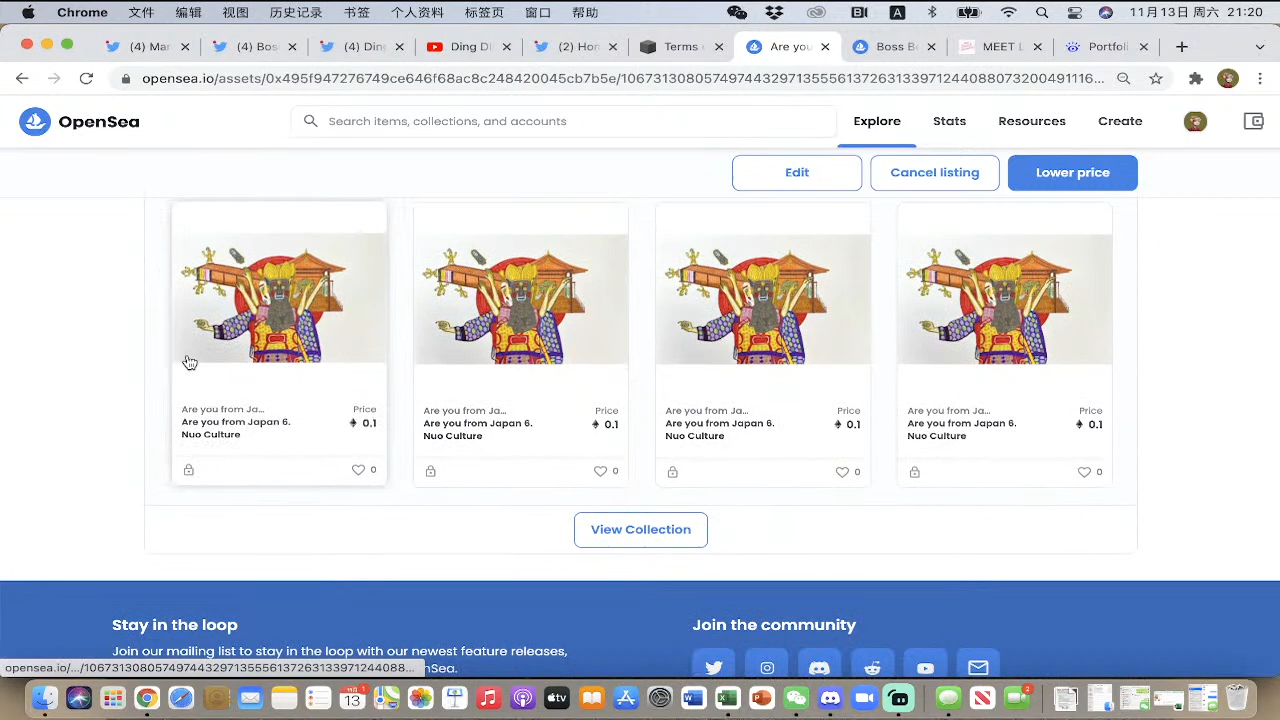 Chrome 文件 编辑 视图 历史记录 书签 个人资料 标签页 窗口 帮助 A 11月13日周六 21:20
(4) Mar (4) Bos (4) Din Ding Di (2) Hon Terms Are you Boss B MEET Portfoli
opensea.io/assets/
OpenSea Search items, collections, and accounts Explore Stats Resources Create
Edit Cancel listing Lower price
Are you from Ja... Price Are you from Ja... Price Are you from Ja... Price Are you from Ja... Price
Are you from Japan 6. 0.1 Are you from Japan 6. 0.1 Are you from Japan 6. 0.1 Are you from Japan 6. 0.1
Nuo Culture Nuo Culture Nuo Culture Nuo Culture
0 0 0 0
View Collection
Stay in the loop Join the community
Join our mailing list to stay in the loop with our newest feature releases,
opensea.io/.../ nSea.
13 tv W X P 2